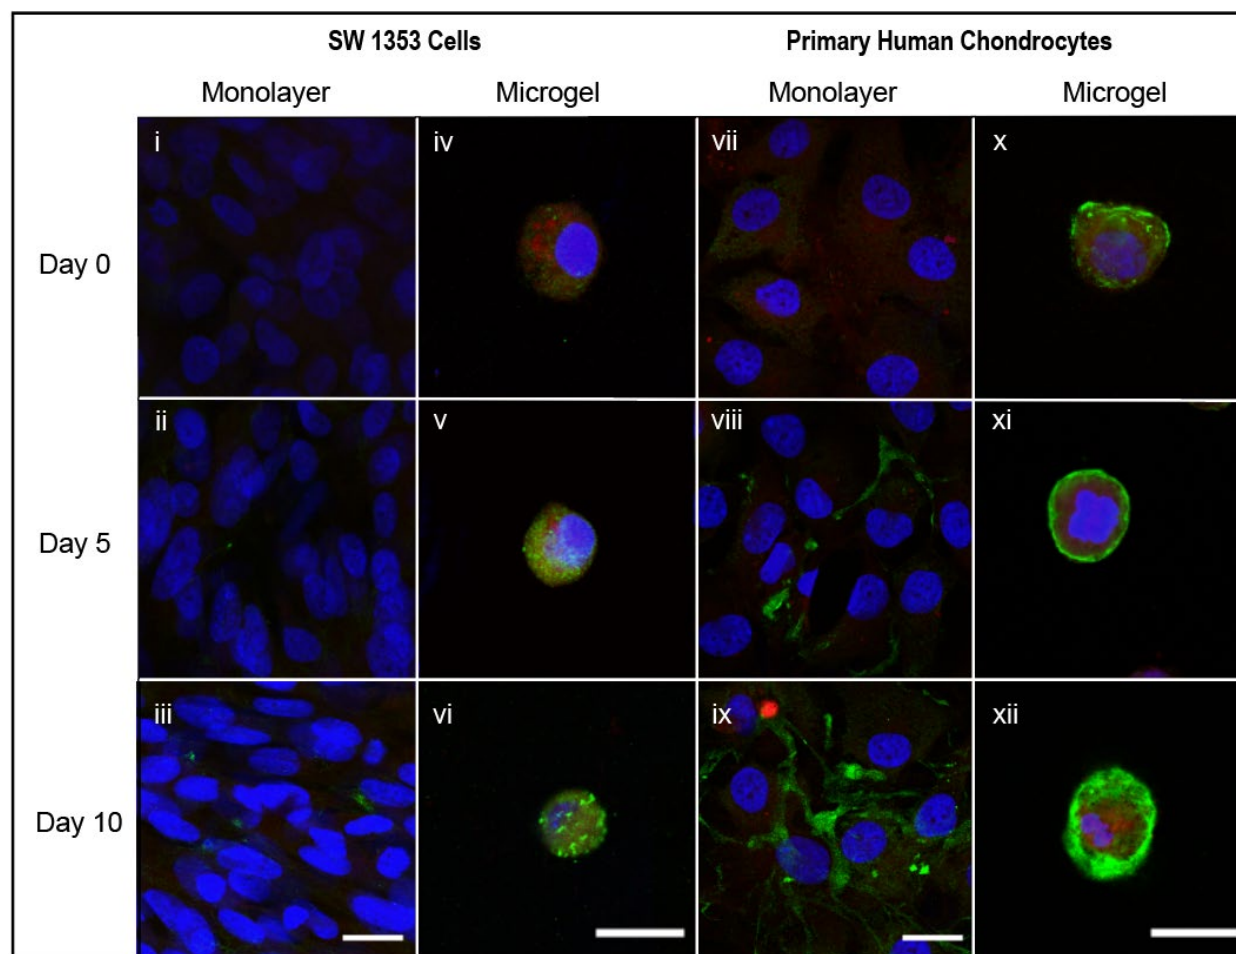 SW 1353 Cells Primary Human Chondrocytes
Monolayer Microgel Monolayer Microgel
i iv vii x
Day 0
ii v viii xi
Day 5
iii vi ix xii
Day 10